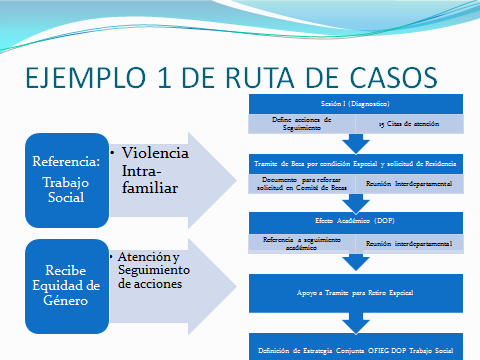 EJEMPLO 1 DE RUTA DE CASOS
Referencia:
Trabajo
Social
• Violencia
Intra-
familiar
Recibe
Equidad de
Género
• Atención y
Seguimiento
de acciones
Sesión I (Diagnostico)
Define acciones de
Seguimiento
15 Citas de atención
Tramite de Beca por condición Especial y solicitud de Residencia
Documento para reforzar
solicitud en Comité de Becas
Reunión Interdepartamental
Efecto Académico (DOP)
Referencia a seguimiento
académico
Reunión interdepartamental
Apoyo a Tramite para Retiro Espeical
Definición de Estrategia Conjunta OFIEG DOP Trabajo Social